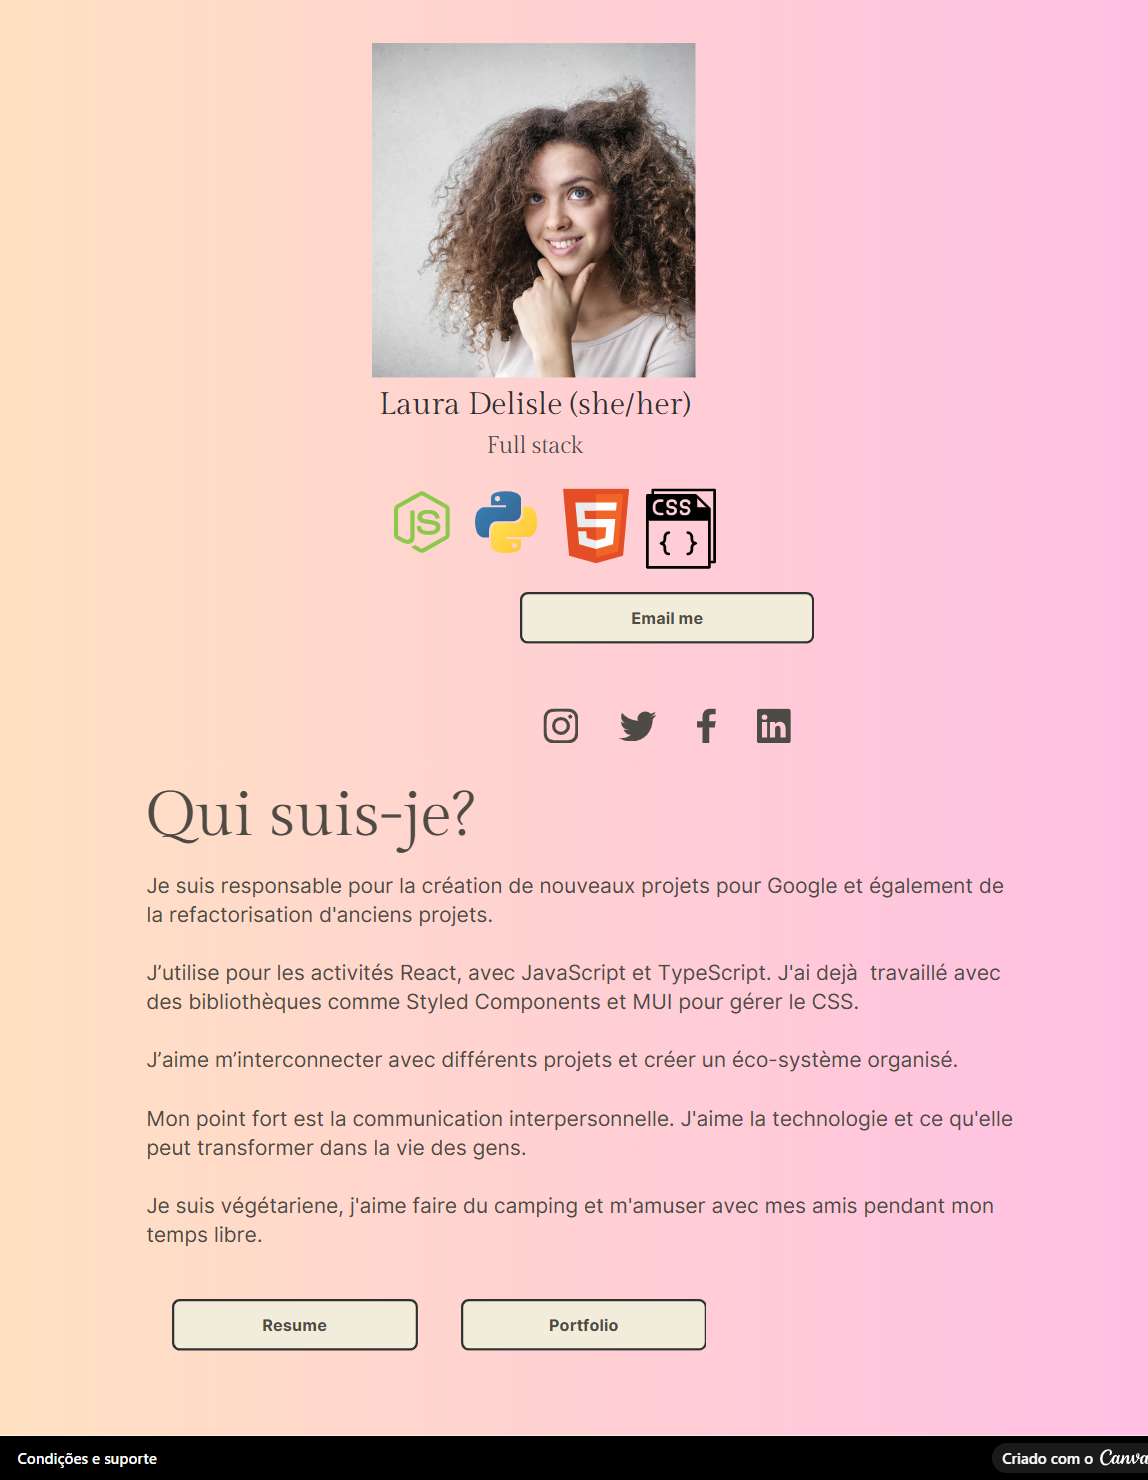 Laura Delisle (she/her)
Full stack
JS
5
CSS
{ }
Email me
f
in
Qui suis-je?
Je suis responsable pour la création de nouveaux projets pour Google et également de
la refactorisation d'anciens projets.
J’utilise pour les activités React, avec JavaScript et TypeScript. J'ai dejà  travaillé avec
des bibliothèques comme Styled Components et MUI pour gérer le CSS.
J’aime m’interconnecter avec différents projets et créer un éco-système organisé.
Mon point fort est la communication interpersonnelle. J'aime la technologie et ce qu'elle
peut transformer dans la vie des gens.
Je suis végétariene, j'aime faire du camping et m'amuser avec mes amis pendant mon
temps libre.
Resume
Portfolio
Condições e suporte
Criado com o Canva